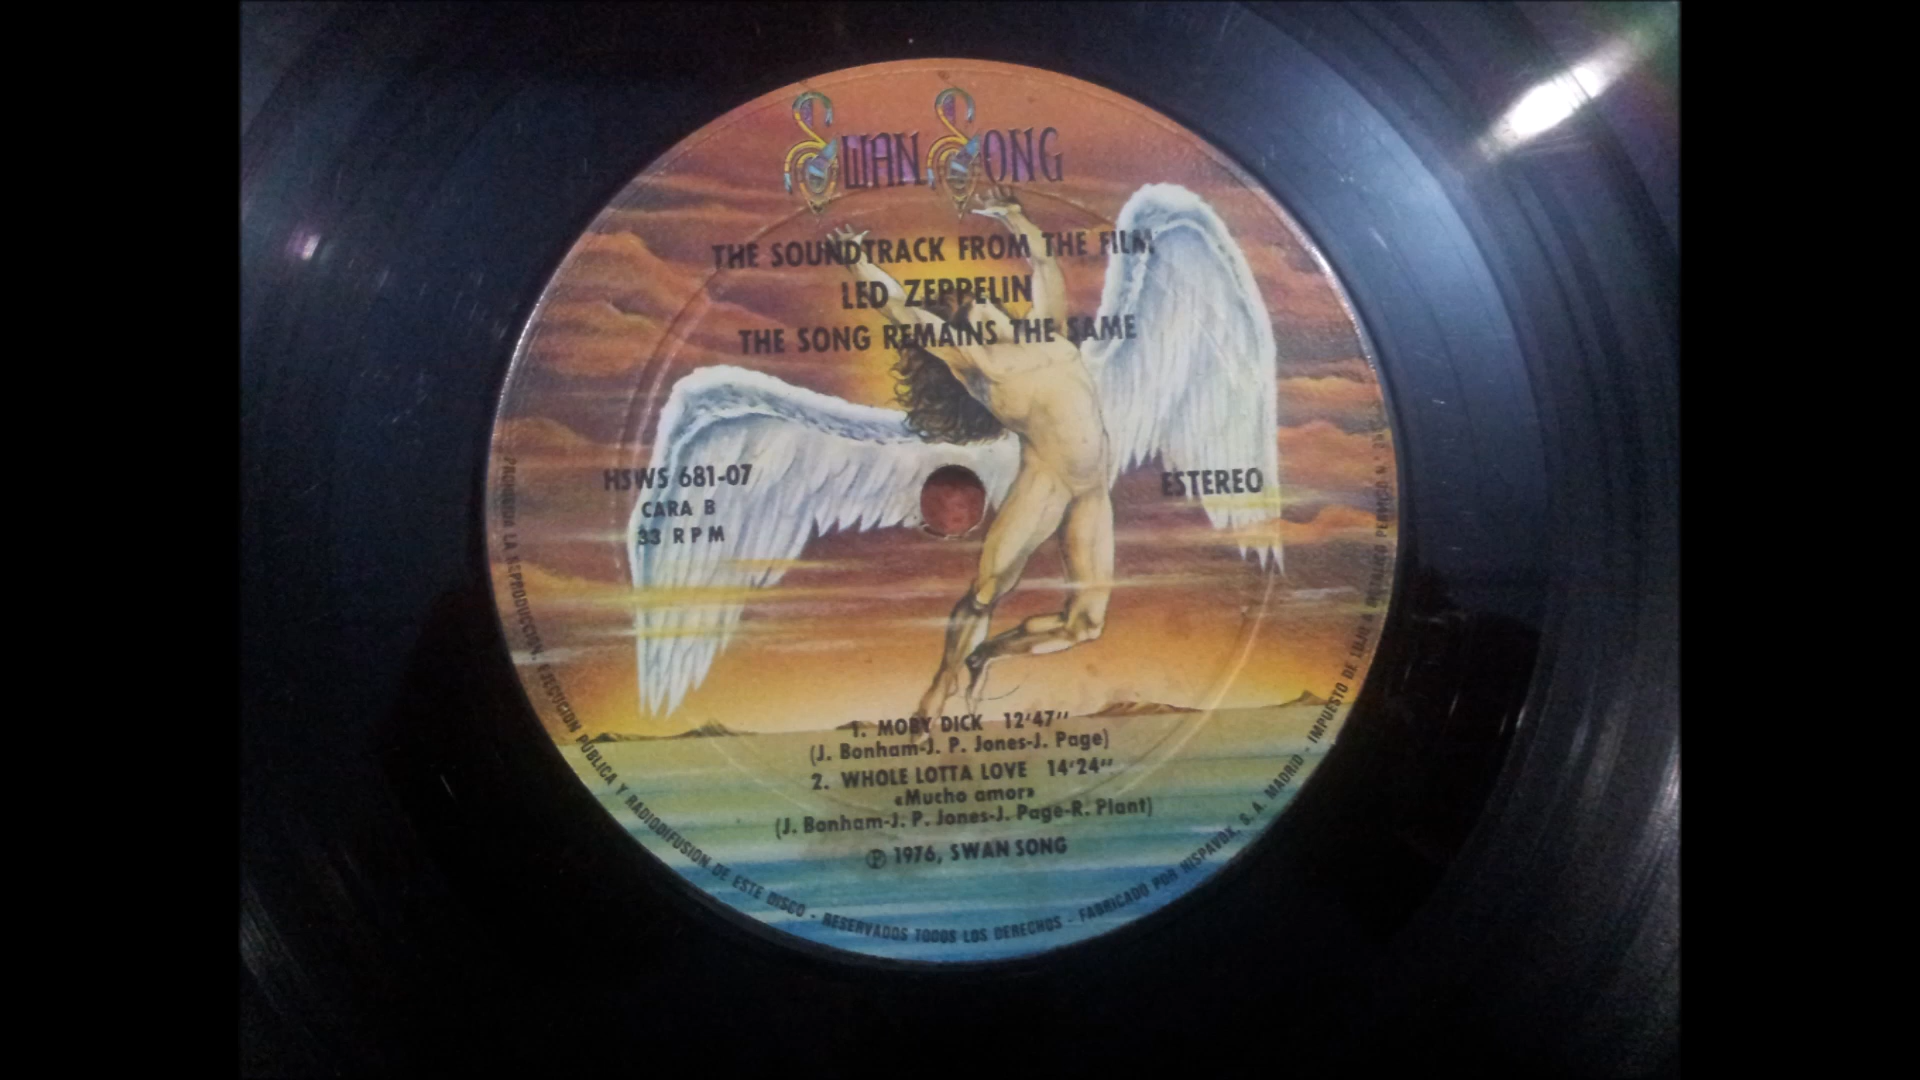 SWAN SONG
THE SOUNDTRACK FROM THE FILM
LED ZEPPELIN
THE SONG REMAINS THE SAME
HSWS 681-07
CARA B
33 RPM
ESTEREO
1. MOBY DICK 12'47''
(J. Bonham-J. P. Jones-J. Page)
2. WHOLE LOTTA LOVE 14'24''
«Mucho amor»
(J. Bonham-J. P. Jones-J. Page-R. Plant)
℗ 1976, SWAN SONG
PROHIBIDA LA REPRODUCCION, EJECUCION PUBLICA Y RADIODIFUSION DE ESTE DISCO - RESERVADOS TODOS LOS DERECHOS - FABRICADO POR HISPAVOX, S. A. MADRID - IMPUESTO DE LUJO A METALICO PERMISO N.°